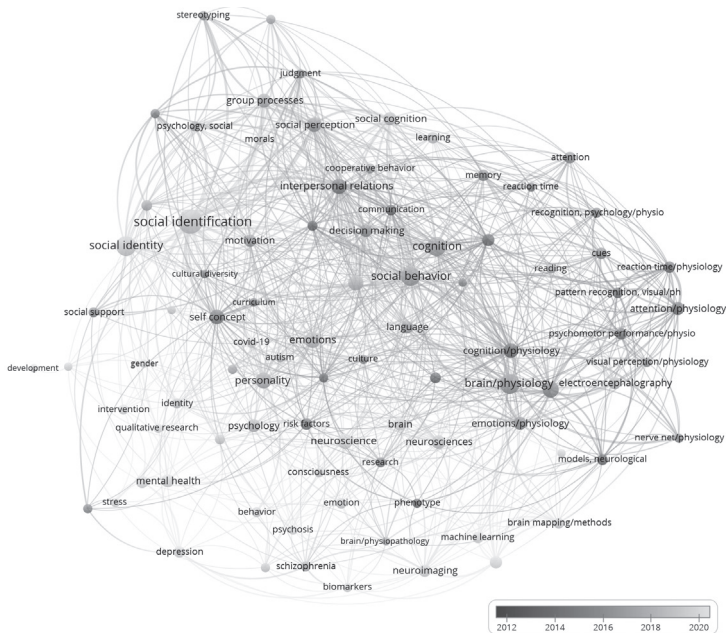 stereotyping
judgment
group processes
psychology, social
social perception
social cognition
morals
learning
attention
cooperative behavior
memory
interpersonal relations
reaction time
communication
recognition, psychology/physio
social identification
decision making
social identity
motivation
cognition
cues
reading
reaction time/physiology
cultural diversity
social behavior
pattern recognition, visual/ph
curriculum
attention/physiology
social support
self concept
language
psychomotor performance/physio
covid-19
emotions
autism
culture
cognition/physiology
visual perception/physiology
development
gender
personality
brain/physiology
electroencephalography
identity
intervention
qualitative research
psychology
risk factors
brain
emotions/physiology
neuroscience
neurosciences
nerve net/physiology
research
models, neurological
consciousness
mental health
stress
emotion
phenotype
behavior
psychosis
brain mapping/methods
machine learning
brain/physiopathology
depression
schizophrenia
neuroimaging
biomarkers
2012 2014 2016 2018 2020